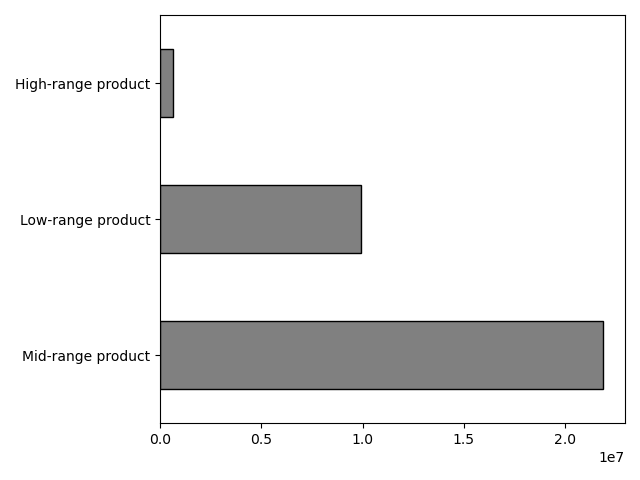 High-range product
Low-range product
Mid-range product
0.0 0.5 1.0 1.5 2.0
1e7